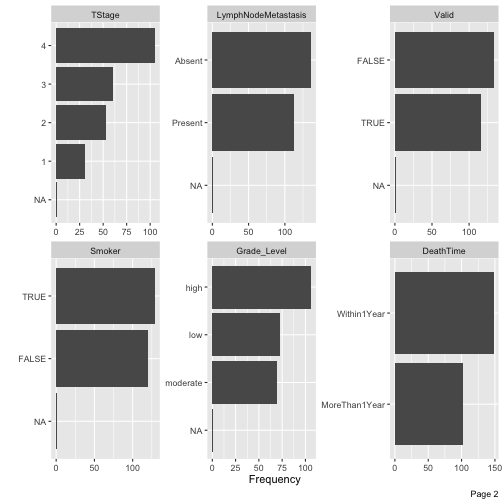 TStage
4
3
2
1
NA
0 25 50 75 100
LymphNodeMetastasis
Absent
Present
NA
0 50 100
Valid
FALSE
TRUE
NA
0 50 100
Smoker
TRUE
FALSE
NA
0 50 100
Grade_Level
high
low
moderate
NA
0 25 50 75 100
DeathTime
Within1Year
MoreThan1Year
0 50 100 150
Frequency
Page 2